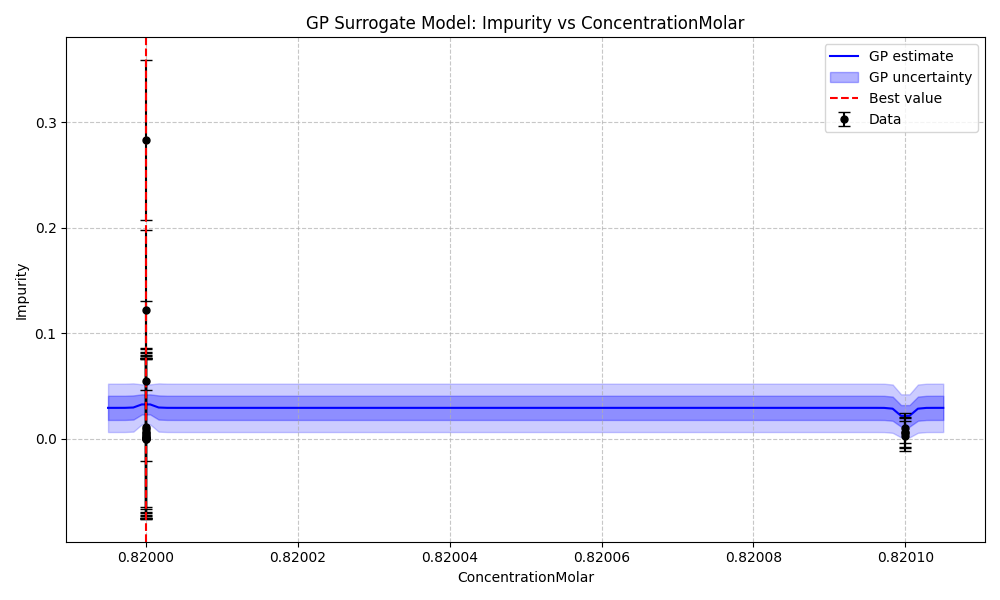 GP Surrogate Model: Impurity vs ConcentrationMolar
GP estimate
GP uncertainty
Best value
Data
Impurity
0.3
0.2
0.1
0.0
0.82000
0.82002
0.82004
0.82006
0.82008
0.82010
ConcentrationMolar